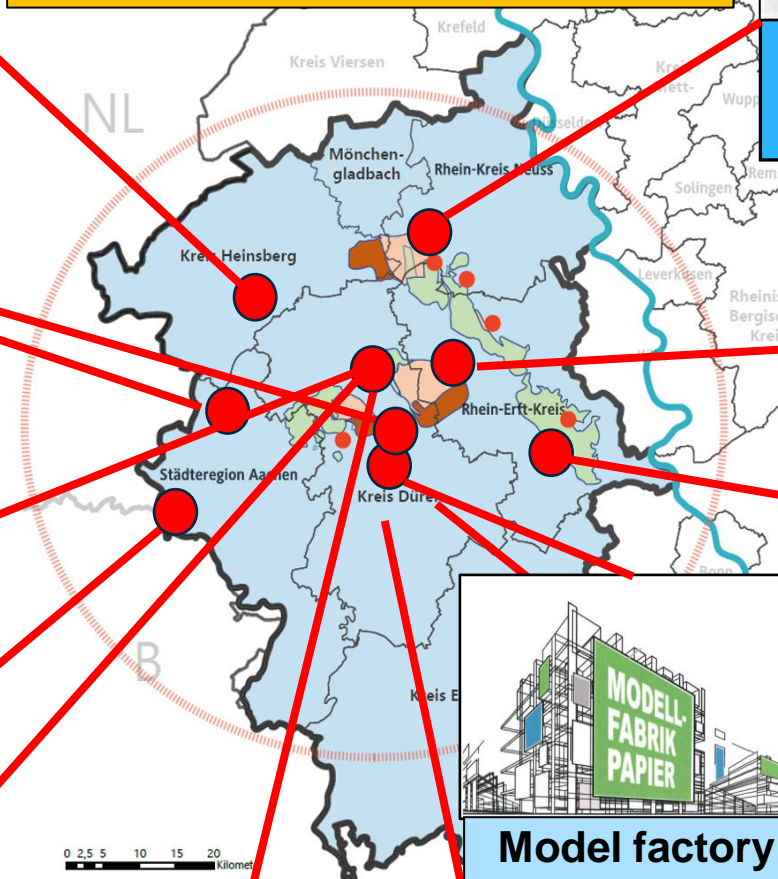 Krefeld
Kreis Viersen
NL
Mönchen-
gladbach
Rhein-Kreis Neuss
Solingen
Kreis Heinsberg
Leverkusen
Rhein-Erft-Kreis
Städteregion Aachen
Kreis Düren
Bonn
B
MODELL-
FABRIK
PAPIER
0 2,5 5 10 15 20
Kilomet
Model factory